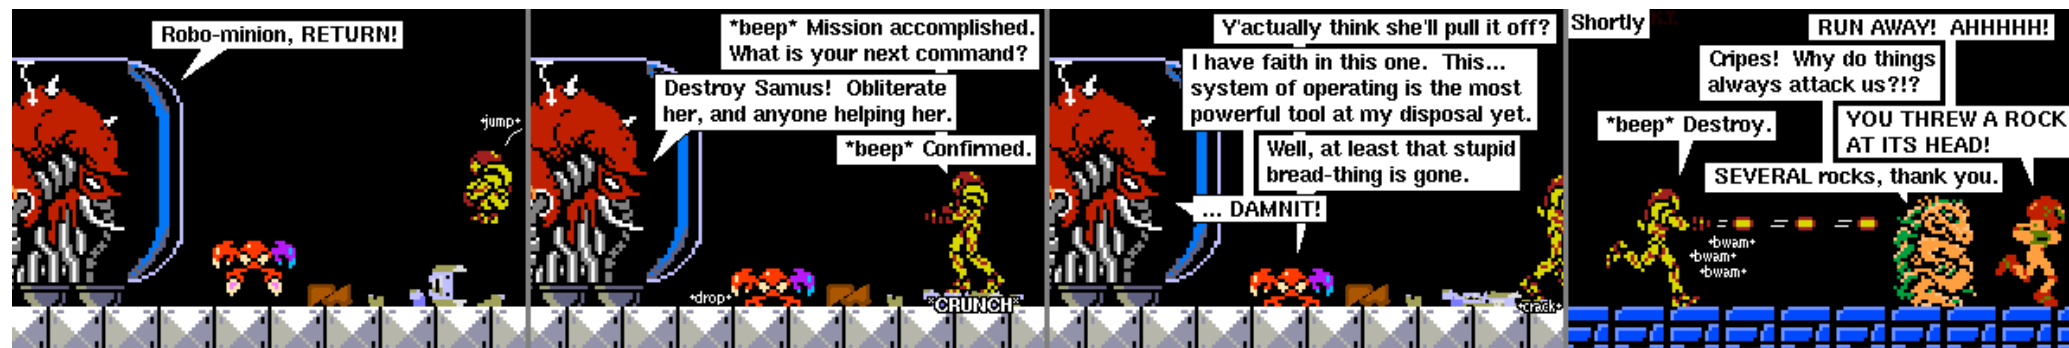 Robo-minion, RETURN!
*jump*
*beep* Mission accomplished.
What is your next command?
Destroy Samus!  Obliterate
her, and anyone helping her.
*beep* Confirmed.
*drop*
*CRUNCH*
Y'actually think she'll pull it off?
I have faith in this one.  This...
system of operating is the most
powerful tool at my disposal yet.
Well, at least that stupid
bread-thing is gone.
... DAMNIT!
*crack*
Shortly
RUN AWAY!  AHHHHH!
Cripes!  Why do things
always attack us?!?
*beep* Destroy.
YOU THREW A ROCK
AT ITS HEAD!
SEVERAL rocks, thank you.
*bwam*
*bwam*
*bwam*